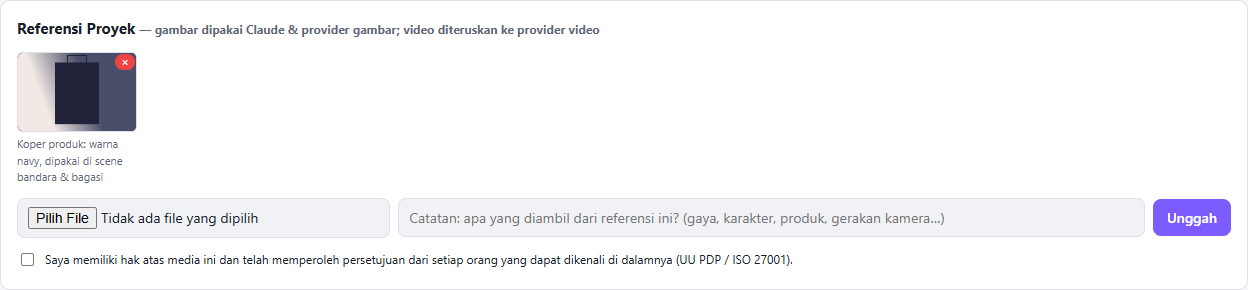 Referensi Proyek — gambar dipakai Claude & provider gambar; video diteruskan ke provider video
×
Koper produk: warna
navy, dipakai di scene
bandara & bagasi
Pilih File Tidak ada file yang dipilih
Catatan: apa yang diambil dari referensi ini? (gaya, karakter, produk, gerakan kamera...)
Unggah
Saya memiliki hak atas media ini dan telah memperoleh persetujuan dari setiap orang yang dapat dikenali di dalamnya (UU PDP / ISO 27001).